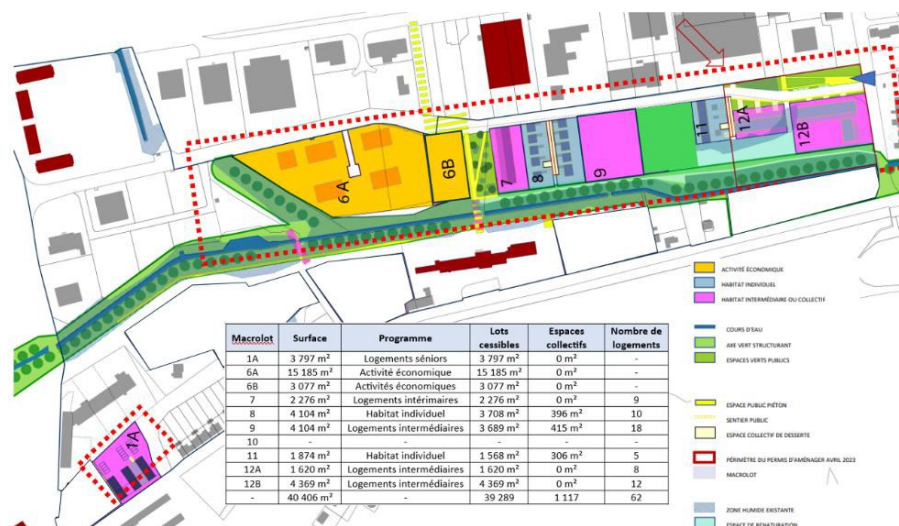 6 A
6B
7
8
9
11
12A
12B
1A
Macrolot Surface Programme Lots cessibles Espaces collectifs Nombre de logements
1A 3 797 m² Logements séniors 3 797 m² 0 m² -
6A 15 185 m² Activité économique 15 185 m² 0 m² -
6B 3 077 m² Activités économiques 3 077 m² 0 m² -
7 2 276 m² Logements intérimaires 2 276 m² 0 m² 9
8 4 104 m² Habitat individuel 3 708 m² 396 m² 10
9 4 104 m² Logements intermédiaires 3 689 m² 415 m² 18
10 - - - - -
11 1 874 m² Habitat individuel 1 568 m² 306 m² 5
12A 1 620 m² Logements intermédiaires 1 620 m² 0 m² 8
12B 4 369 m² Logements intermédiaires 4 369 m² 0 m² 12
- 40 406 m² - 39 289 1 117 62
ACTIVITÉ ÉCONOMIQUE
HABITAT INDIVIDUEL
HABITAT INTERMÉDIAIRE OU COLLECTIF
COURS D'EAU
AXE VERT STRUCTURANT
ESPACES VERTS PUBLICS
ESPACE PUBLIC PIÉTON
SENTIER PUBLIC
ESPACE COLLECTIF DE DESSERTE
PÉRIMÈTRE DU PERMIS D'AMÉNAGER AVRIL 2023
MACROLOT
ZONE HUMIDE EXISTANTE
ESPACE DE RENATURATION